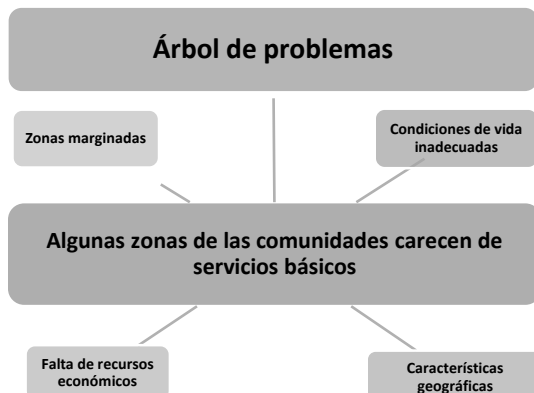 Árbol de problemas
Zonas marginadas
Condiciones de vida
inadecuadas
Algunas zonas de las comunidades carecen de
servicios básicos
Falta de recursos
económicos
Características
geográficas